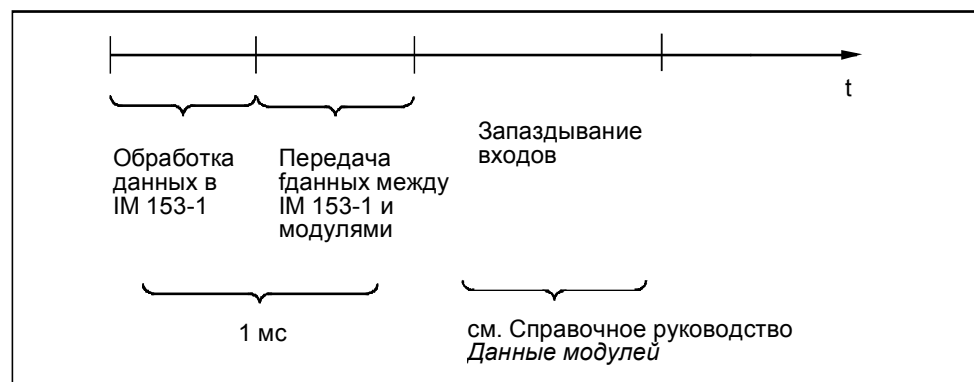 t
Обработка
данных в
IM 153-1
Передача
fданных между
IM 153-1 и
модулями
Запаздывание
входов
1 мс
см. Справочное руководство
Данные модулей